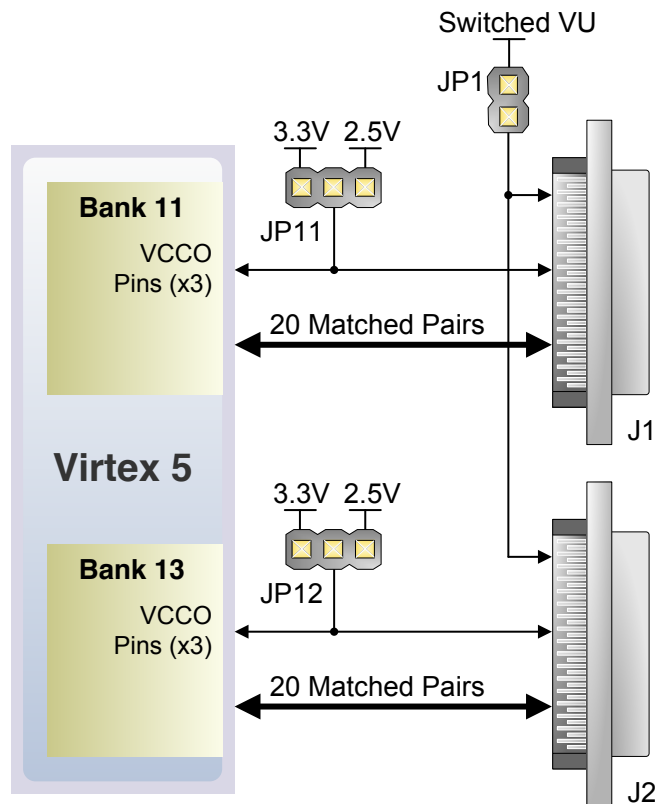 Switched VU
JP1
3.3V 2.5V
JP11
Bank 11
VCCO
Pins (x3)
20 Matched Pairs
J1
Virtex 5
3.3V 2.5V
JP12
Bank 13
VCCO
Pins (x3)
20 Matched Pairs
J2